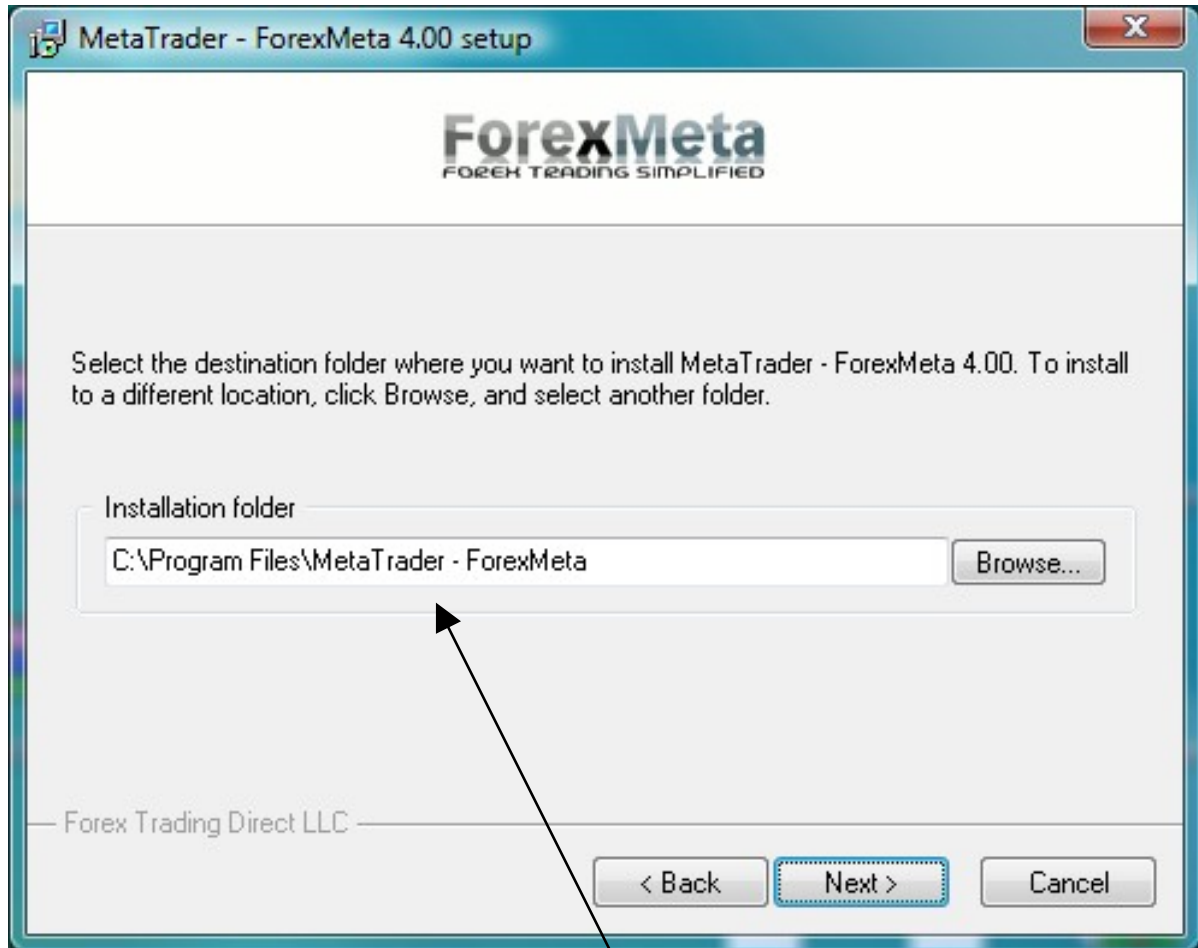 MetaTrader - ForexMeta 4.00 setup
ForexMeta
FOREX TRADING SIMPLIFIED
Select the destination folder where you want to install MetaTrader - ForexMeta 4.00. To install
to a different location, click Browse, and select another folder.
Installation folder
C:\Program Files\MetaTrader - ForexMeta
Browse...
Forex Trading Direct LLC
< Back
Next >
Cancel